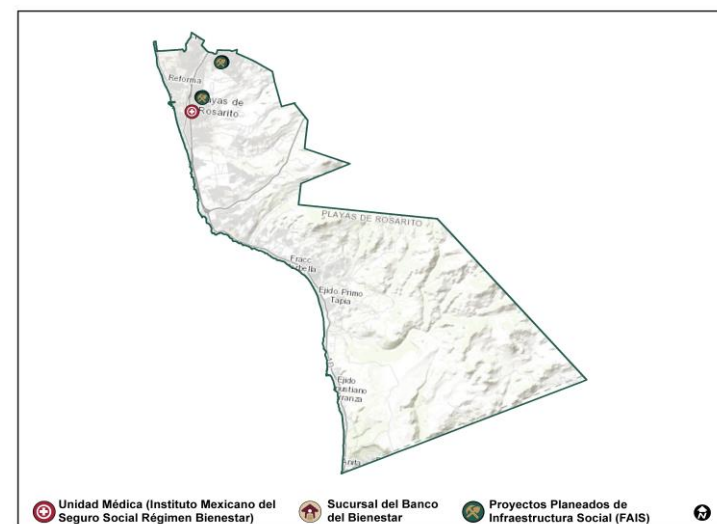 Reforma
Rosarito
PLAYAS DE ROSARITO
Fracc
Ejido Primo
Tapia
Ejido
Unidad Médica (Instituto Mexicano del
Seguro Social Régimen Bienestar)
Sucursal del Banco
del Bienestar
Proyectos Planeados de
Infraestructura Social (FAIS)